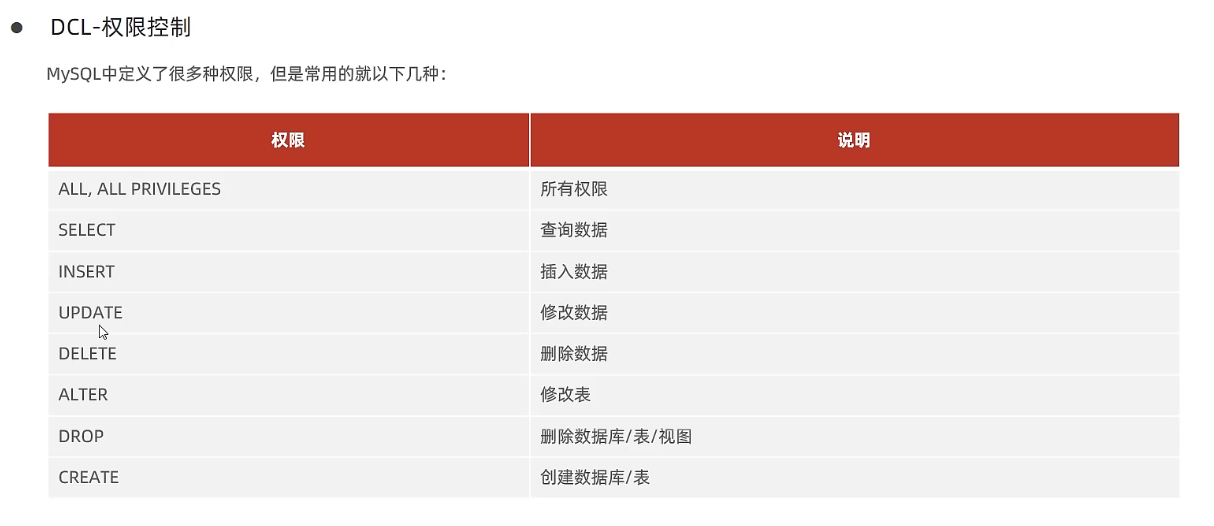 DCL-权限控制
MySQL中定义了很多种权限，但是常用的就以下几种：
权限 说明
ALL, ALL PRIVILEGES 所有权限
SELECT 查询数据
INSERT 插入数据
UPDATE 修改数据
DELETE 删除数据
ALTER 修改表
DROP 删除数据库/表/视图
CREATE 创建数据库/表